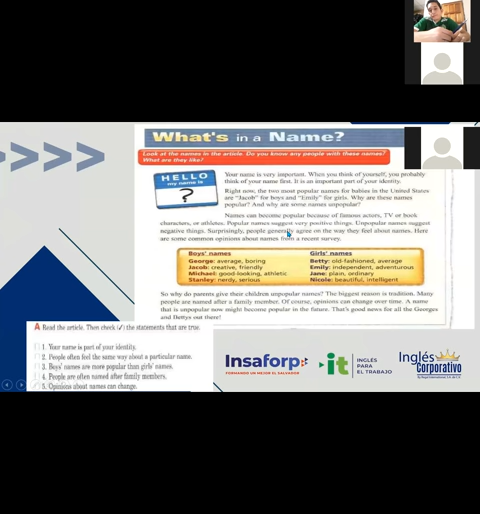 What's in a Name?
Look at the names in the article. Do you know any people with these names?
What are they like?
HELLO
my name is
?
Your name is very important. When you think of yourself, you probably
think of your name first. It is an important part of your identity.
Right now, the two most popular names for babies in the United States
are "Jacob" for boys and "Emily" for girls. Why are these names
popular? And why are some names unpopular?
Names can become popular because of famous actors, TV or book
characters, or athletes. Popular names suggest very positive things. Unpopular names suggest
negative things. Surprisingly, people generally agree on the way they feel about names. Here
are some common opinions about names from a recent survey.
Boys' names
George: average, boring
Jacob: creative, friendly
Michael: good-looking, athletic
Stanley: nerdy, serious
Girls' names
Betty: old-fashioned, average
Emily: independent, adventurous
Jane: plain, ordinary
Nicole: beautiful, intelligent
So why do parents give their children unpopular names? The biggest reason is tradition. Many
people are named after a family member. Of course, opinions can change over time. A name
that is unpopular now might become popular in the future. That's good news for all the Georges
and Bettys out there!
A Read the article. Then check (✓) the statements that are true.
1. Your name is part of your identity.
2. People often feel the same way about a particular name.
3. Boys' names are more popular than girls' names.
4. People are often named after family members.
5. Opinions about names can change.
Insaforp
FORMANDO UN MEJOR EL SALVADOR
it
INGLÉS
PARA
EL TRABAJO
Inglés
Corporativo